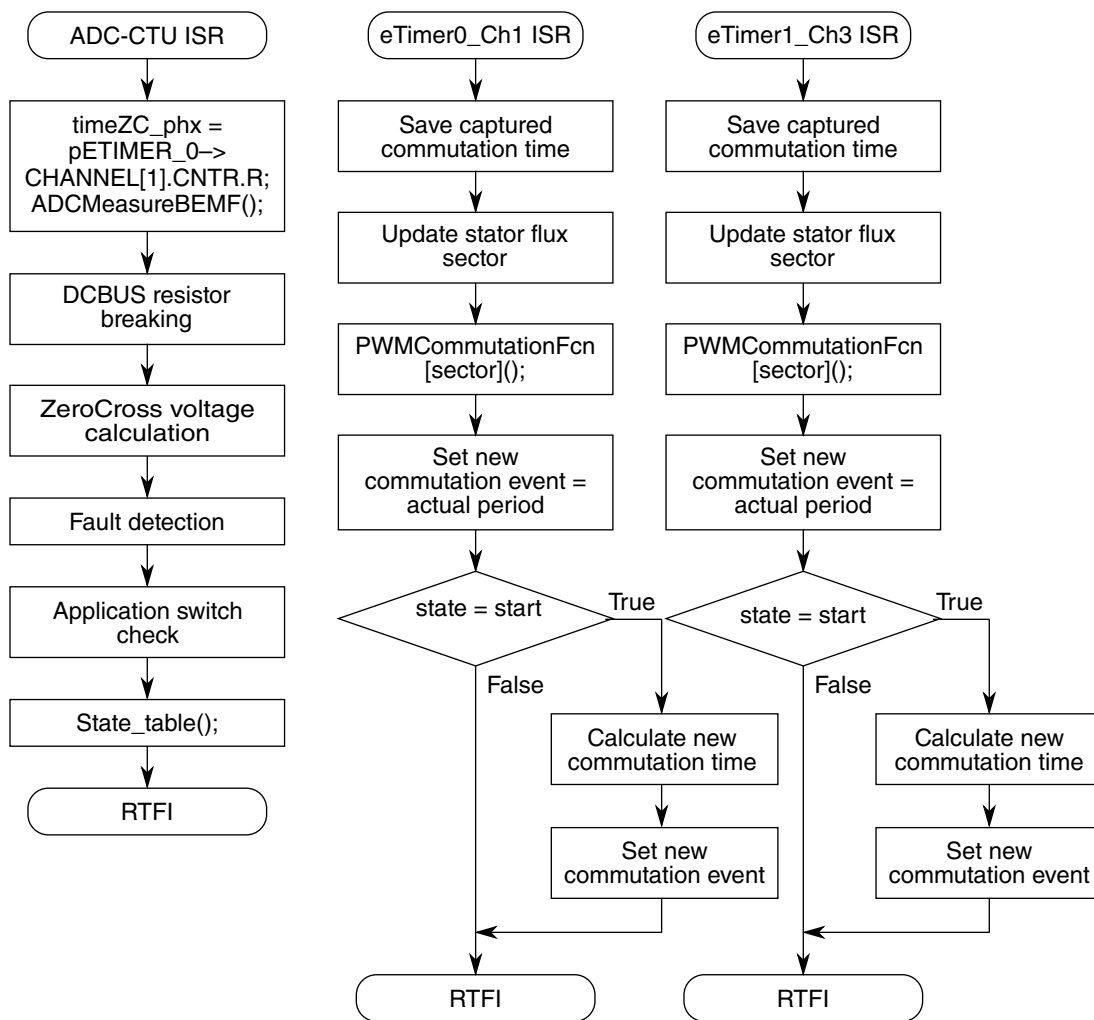 ADC-CTU ISR
timeZC_phx =
pETIMER_0–>
CHANNEL[1].CNTR.R;
ADCMeasureBEMF();
DCBUS resistor
breaking
ZeroCross voltage
calculation
Fault detection
Application switch
check
State_table();
RTFI
eTimer0_Ch1 ISR
Save captured
commutation time
Update stator flux
sector
PWMCommutationFcn
[sector]();
Set new
commutation event =
actual period
state = start
True
False
Calculate new
commutation time
Set new
commutation event
RTFI
eTimer1_Ch3 ISR
Save captured
commutation time
Update stator flux
sector
PWMCommutationFcn
[sector]();
Set new
commutation event =
actual period
state = start
True
False
Calculate new
commutation time
Set new
commutation event
RTFI